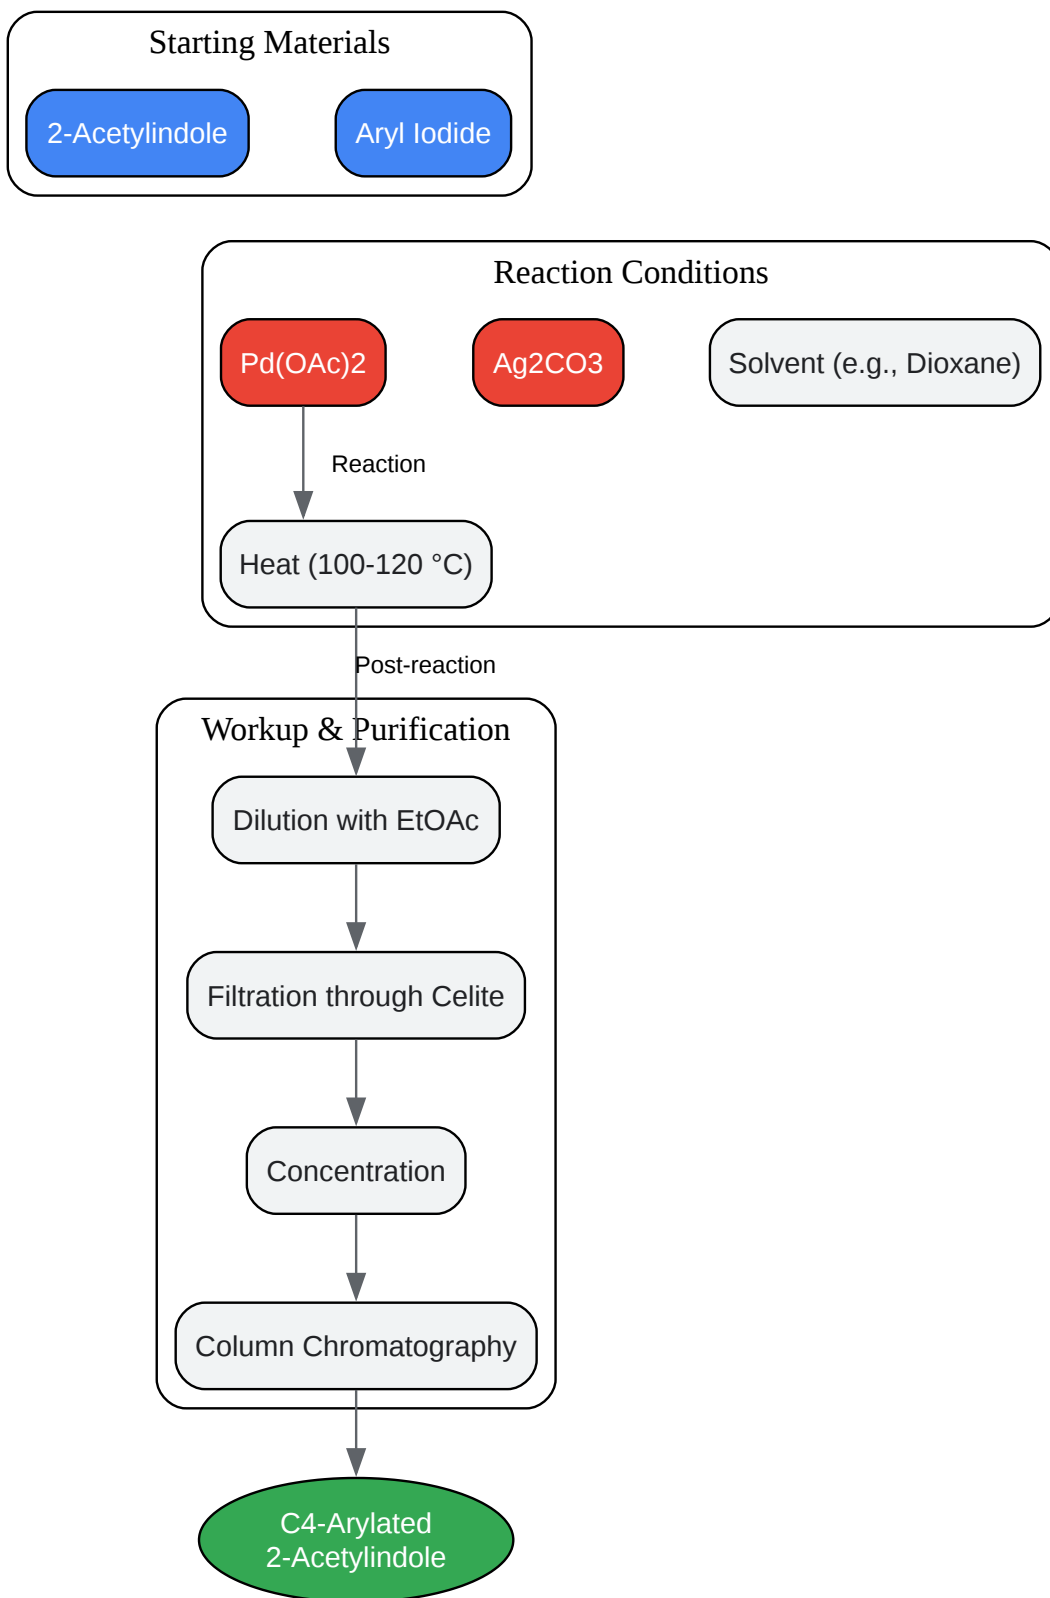 Starting Materials
2-Acetylindole
Aryl Iodide
Reaction Conditions
Pd(OAc)2
Ag2CO3
Solvent (e.g., Dioxane)
Reaction
Heat (100-120 °C)
Post-reaction
Workup & Purification
Dilution with EtOAc
Filtration through Celite
Concentration
Column Chromatography
C4-Arylated
2-Acetylindole